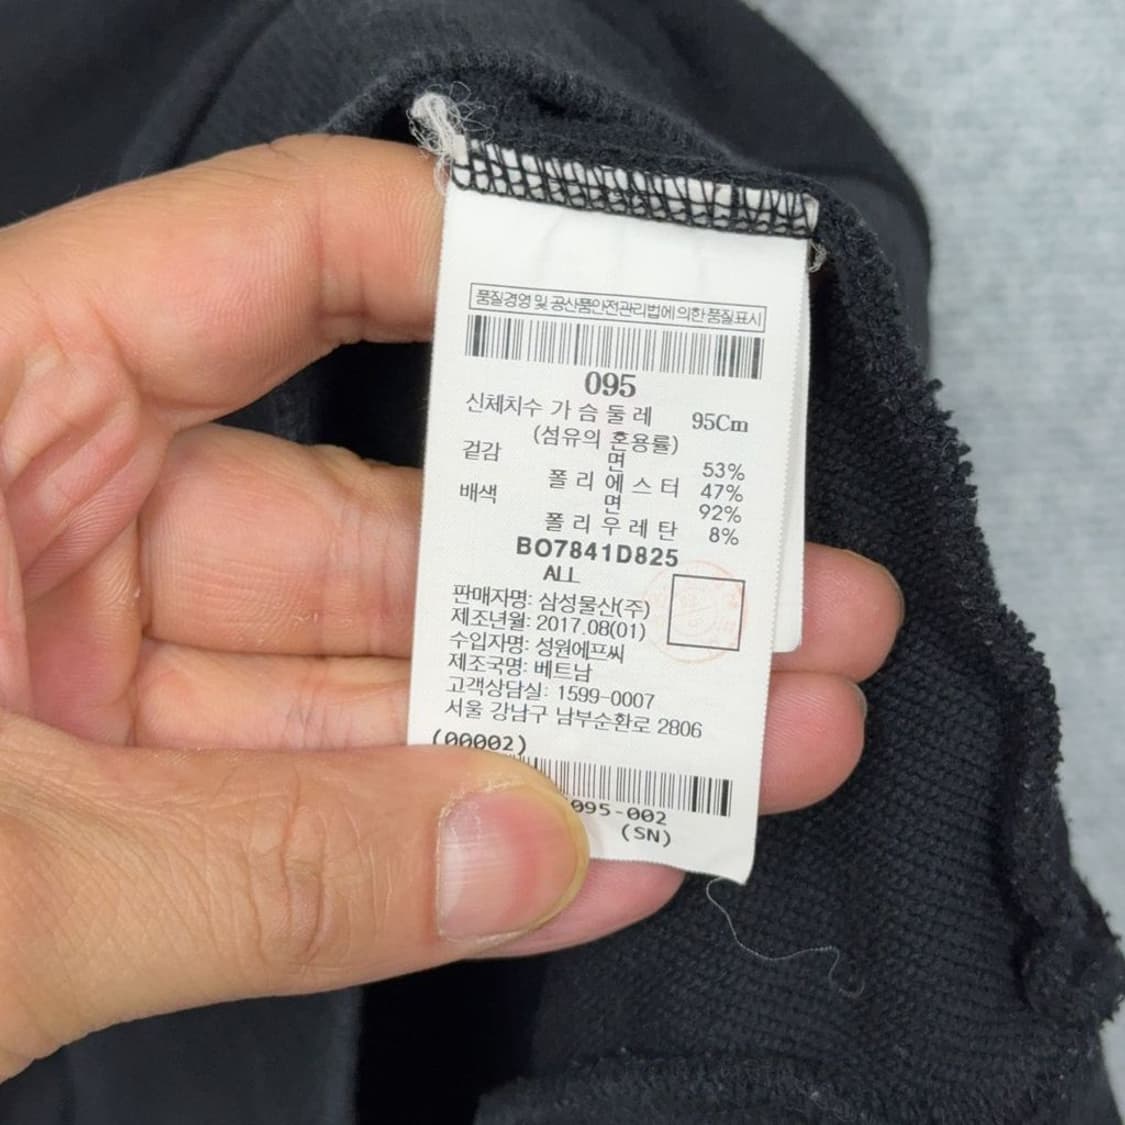 품질경영 및 공산품안전관리법에 의한 품질표시
095
신체치수 가슴둘레 95Cm
(섬유의 혼용률)
겉감 면 53%
폴리에스터 47%
배색 면 92%
폴리우레탄 8%
BO7841D825
ALL
판매자명: 삼성물산(주)
제조년월: 2017.08(01)
수입자명: 성원에프씨
제조국명: 베트남
고객상담실: 1599-0007
서울 강남구 남부순환로 2806
(00002)
095-002
(SN)